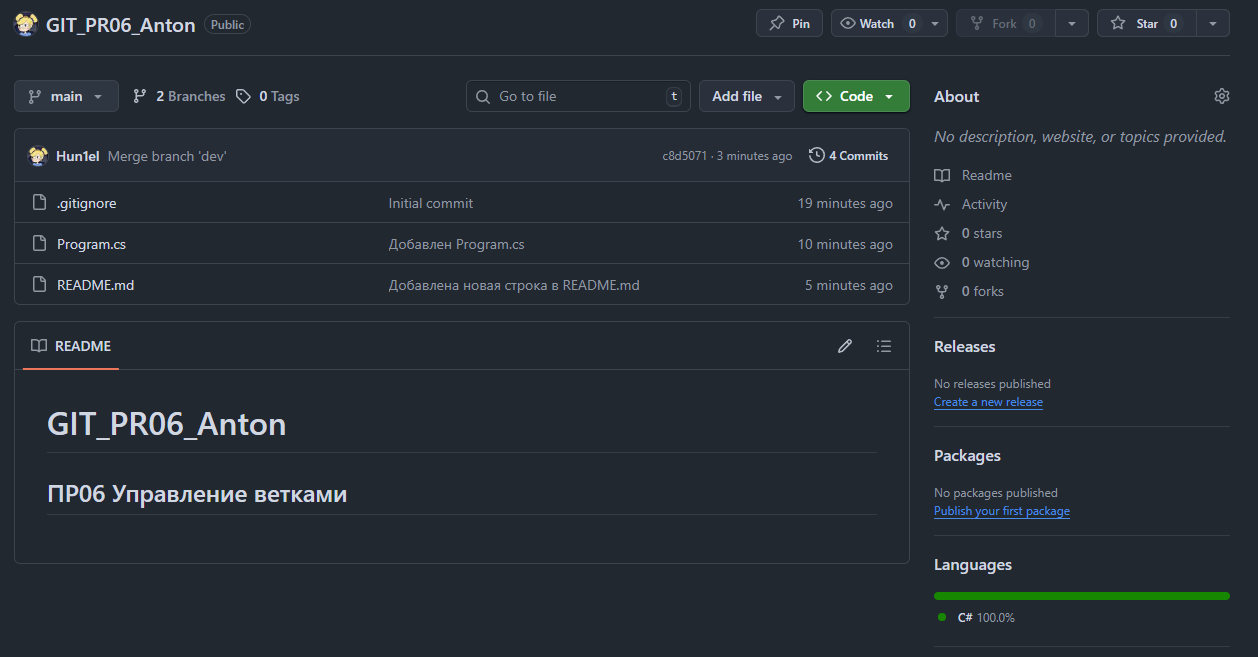 GIT_PR06_Anton Public Pin Watch 0 Fork 0 Star 0
main 2 Branches 0 Tags Go to file t Add file Code
Hun1el Merge branch 'dev' c8d5071 · 3 minutes ago 4 Commits
.gitignore Initial commit 19 minutes ago
Program.cs Добавлен Program.cs 10 minutes ago
README.md Добавлена новая строка в README.md 5 minutes ago
README
GIT_PR06_Anton
ПР06 Управление ветками
About
No description, website, or topics provided.
Readme
Activity
0 stars
0 watching
0 forks
Releases
No releases published
Create a new release
Packages
No packages published
Publish your first package
Languages
C# 100.0%